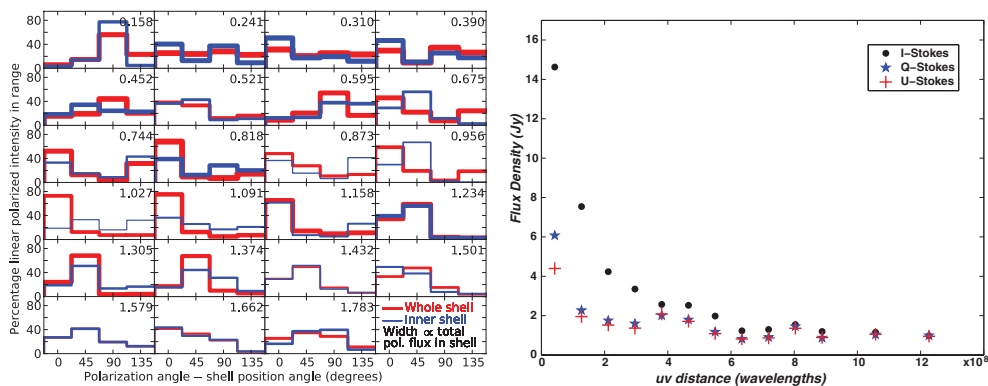 Percentage linear polarized intensity in range
80 0.158 0.241 0.310 0.390
40
0
80 0.452 0.521 0.595 0.675
40
0
80 0.744 0.818 0.873 0.956
40
0
80 1.027 1.091 1.158 1.234
40
0
80 1.305 1.374 1.432 1.501
40
0
80 1.579 1.662 1.783
40
0
Whole shell
Inner shell
Width α total
pol. flux in shell
0 45 90 135 0 45 90 135 0 45 90 135 0 45 90 135
Polarization angle − shell position angle (degrees)
Flux Density (Jy)
16
14
12
10
8
6
4
2
0
I−Stokes
Q−Stokes
U−Stokes
0 2 4 6 8 10 12 x10⁸
uv distance (wavelengths)